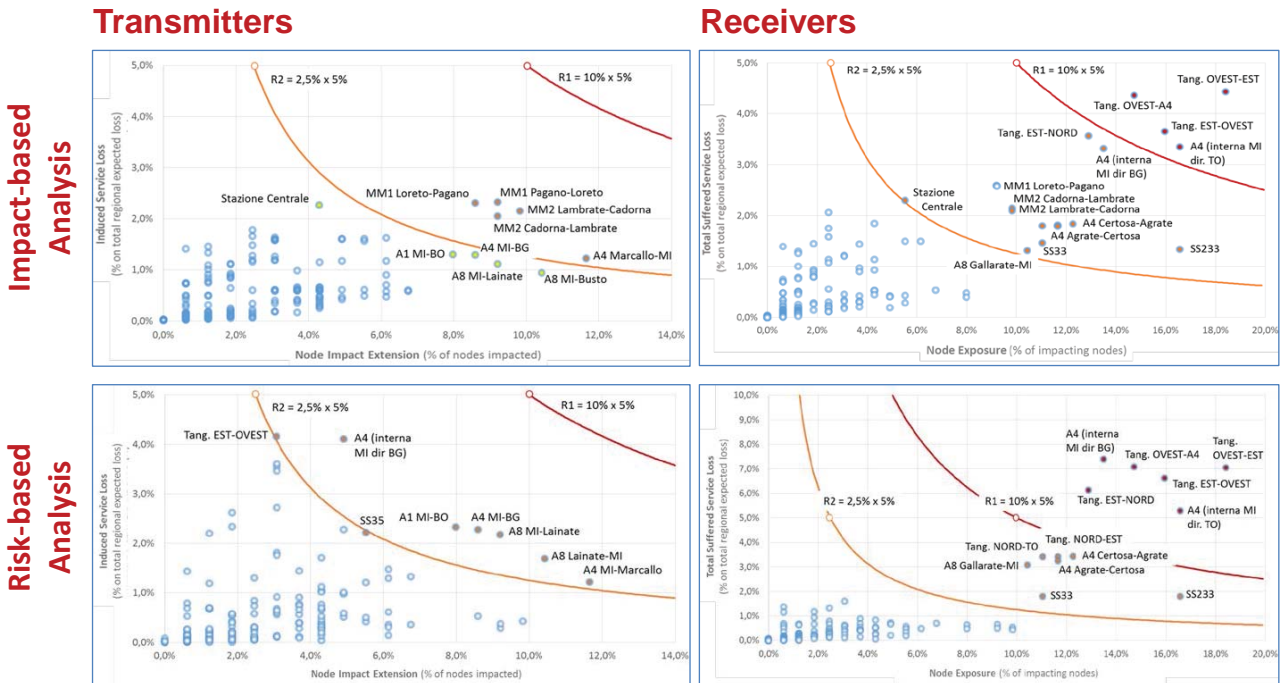 Transmitters
Receivers
Impact-based
Analysis
Induced Service Loss
(% on total regional expected loss)
5,0%
4,0%
3,0%
2,0%
1,0%
0,0%
R2 = 2,5% x 5%
R1 = 10% x 5%
Stazione Centrale
MM1 Loreto-Pagano
MM1 Pagano-Loreto
MM2 Lambrate-Cadorna
MM2 Cadorna-Lambrate
A1 MI-BO
A4 MI-BG
A4 Marcallo-MI
A8 MI-Lainate
A8 MI-Busto
0,0%
2,0%
4,0%
6,0%
8,0%
10,0%
12,0%
14,0%
Node Impact Extension (% of nodes impacted)
Total Suffered Service Loss
(% on total regional expected loss)
5,0%
4,0%
3,0%
2,0%
1,0%
0,0%
R2 = 2,5% x 5%
R1 = 10% x 5%
Tang. OVEST-EST
Tang. OVEST-A4
Tang. EST-NORD
Tang. EST-OVEST
A4 (interna
MI dir BG)
A4 (interna MI
dir. TO)
MM1 Loreto-Pagano
Stazione
Centrale
MM2 Cadorna-Lambrate
MM2 Lambrate-Cadorna
A4 Certosa-Agrate
A4 Agrate-Certosa
SS33
SS233
A8 Gallarate-MI
0,0%
2,0%
4,0%
6,0%
8,0%
10,0%
12,0%
14,0%
16,0%
18,0%
20,0%
Node Exposure (% of impacting nodes)
Risk-based
Analysis
Induced Service Loss
(% on total regional expected loss)
5,0%
4,0%
3,0%
2,0%
1,0%
0,0%
R2 = 2,5% x 5%
R1 = 10% x 5%
Tang. EST-OVEST
A4 (interna
MI dir BG)
SS35
A1 MI-BO
A4 MI-BG
A8 MI-Lainate
A8 Lainate-MI
A4 MI-Marcallo
0,0%
2,0%
4,0%
6,0%
8,0%
10,0%
12,0%
14,0%
Node Impact Extension (% of nodes impacted)
Total Suffered Service Loss
(% on total regional expected loss)
10,0%
9,0%
8,0%
7,0%
6,0%
5,0%
4,0%
3,0%
2,0%
1,0%
0,0%
R2 = 2,5% x 5%
R1 = 10% x 5%
A4 (interna
MI dir BG)
Tang. OVEST-A4
Tang.
OVEST-EST
Tang. EST-OVEST
Tang. EST-NORD
A4 (interna MI
dir. TO)
Tang. NORD-TO
Tang. NORD-EST
A4 Certosa-Agrate
A8 Gallarate-MI
A4 Agrate-Certosa
SS33
SS233
0,0%
2,0%
4,0%
6,0%
8,0%
10,0%
12,0%
14,0%
16,0%
18,0%
20,0%
Node Exposure (% of impacting nodes)